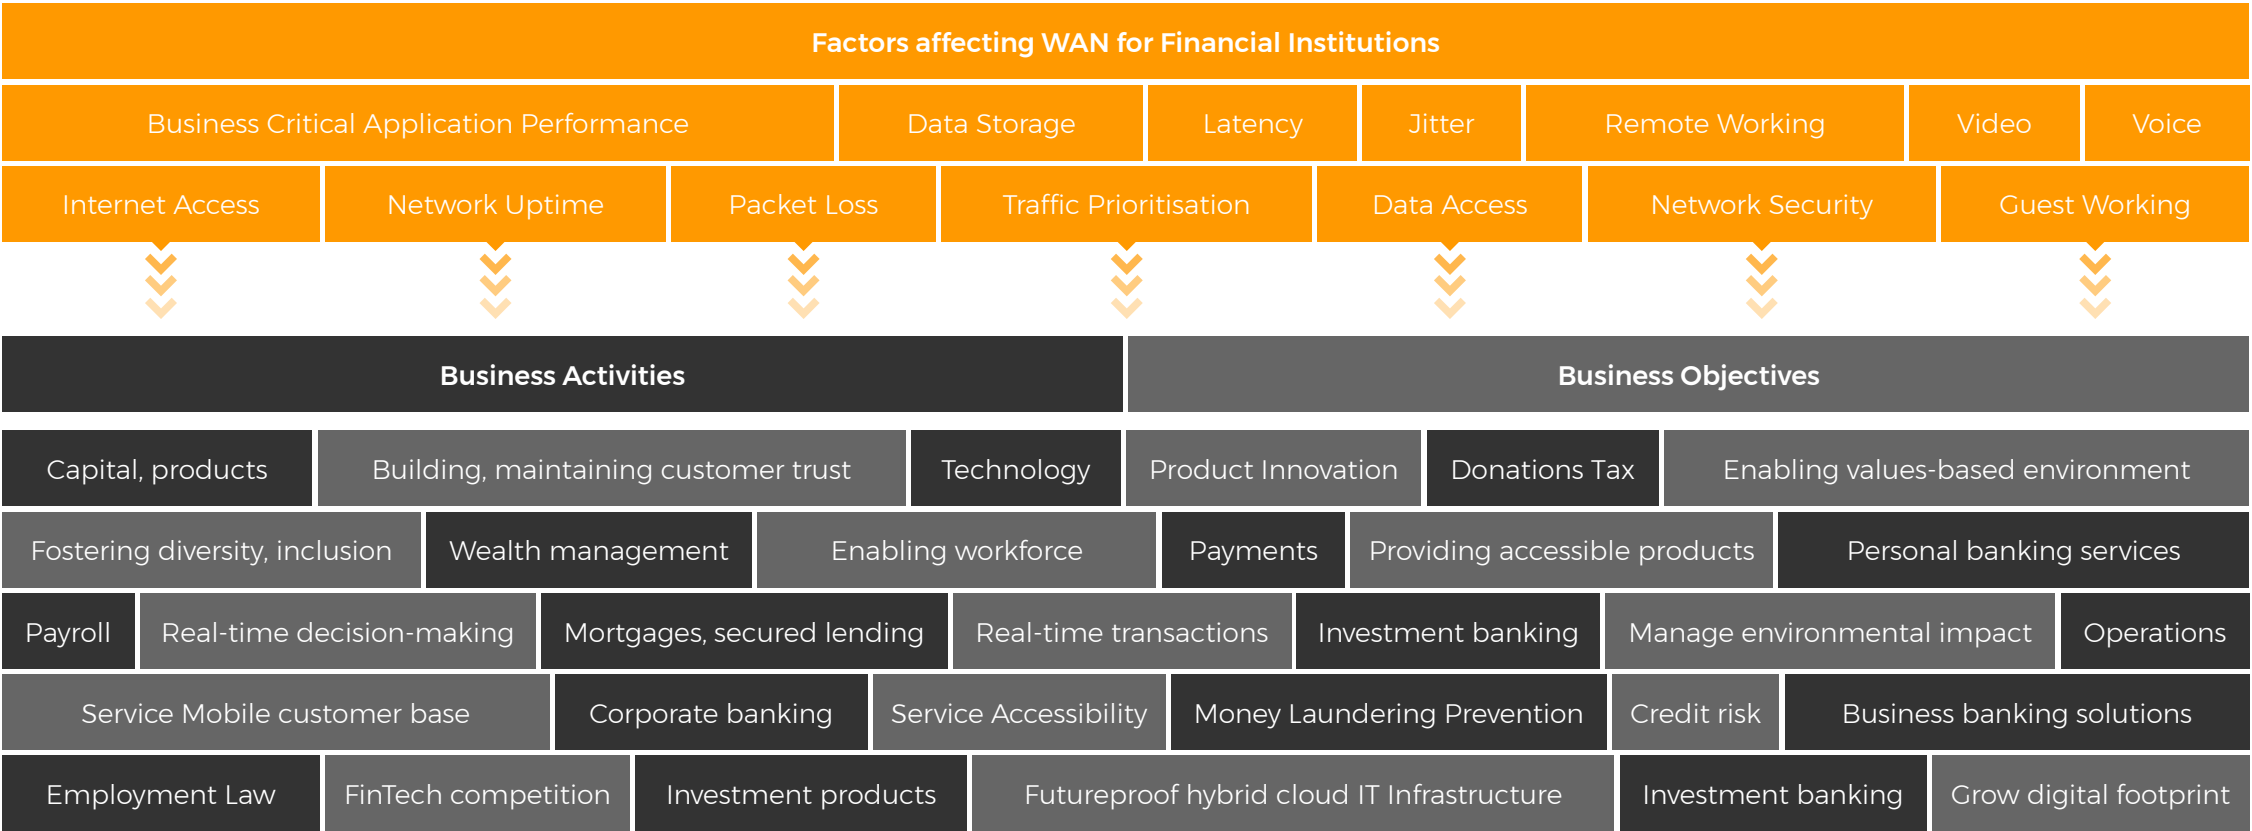 Factors affecting WAN for Financial Institutions
Business Critical Application Performance
Data Storage
Latency
Jitter
Remote Working
Video
Voice
Internet Access
Network Uptime
Packet Loss
Traffic Prioritisation
Data Access
Network Security
Guest Working
Business Activities
Business Objectives
Capital, products
Building, maintaining customer trust
Technology
Product Innovation
Donations Tax
Enabling values-based environment
Fostering diversity, inclusion
Wealth management
Enabling workforce
Payments
Providing accessible products
Personal banking services
Payroll
Real-time decision-making
Mortgages, secured lending
Real-time transactions
Investment banking
Manage environmental impact
Operations
Service Mobile customer base
Corporate banking
Service Accessibility
Money Laundering Prevention
Credit risk
Business banking solutions
Employment Law
FinTech competition
Investment products
Futureproof hybrid cloud IT Infrastructure
Investment banking
Grow digital footprint